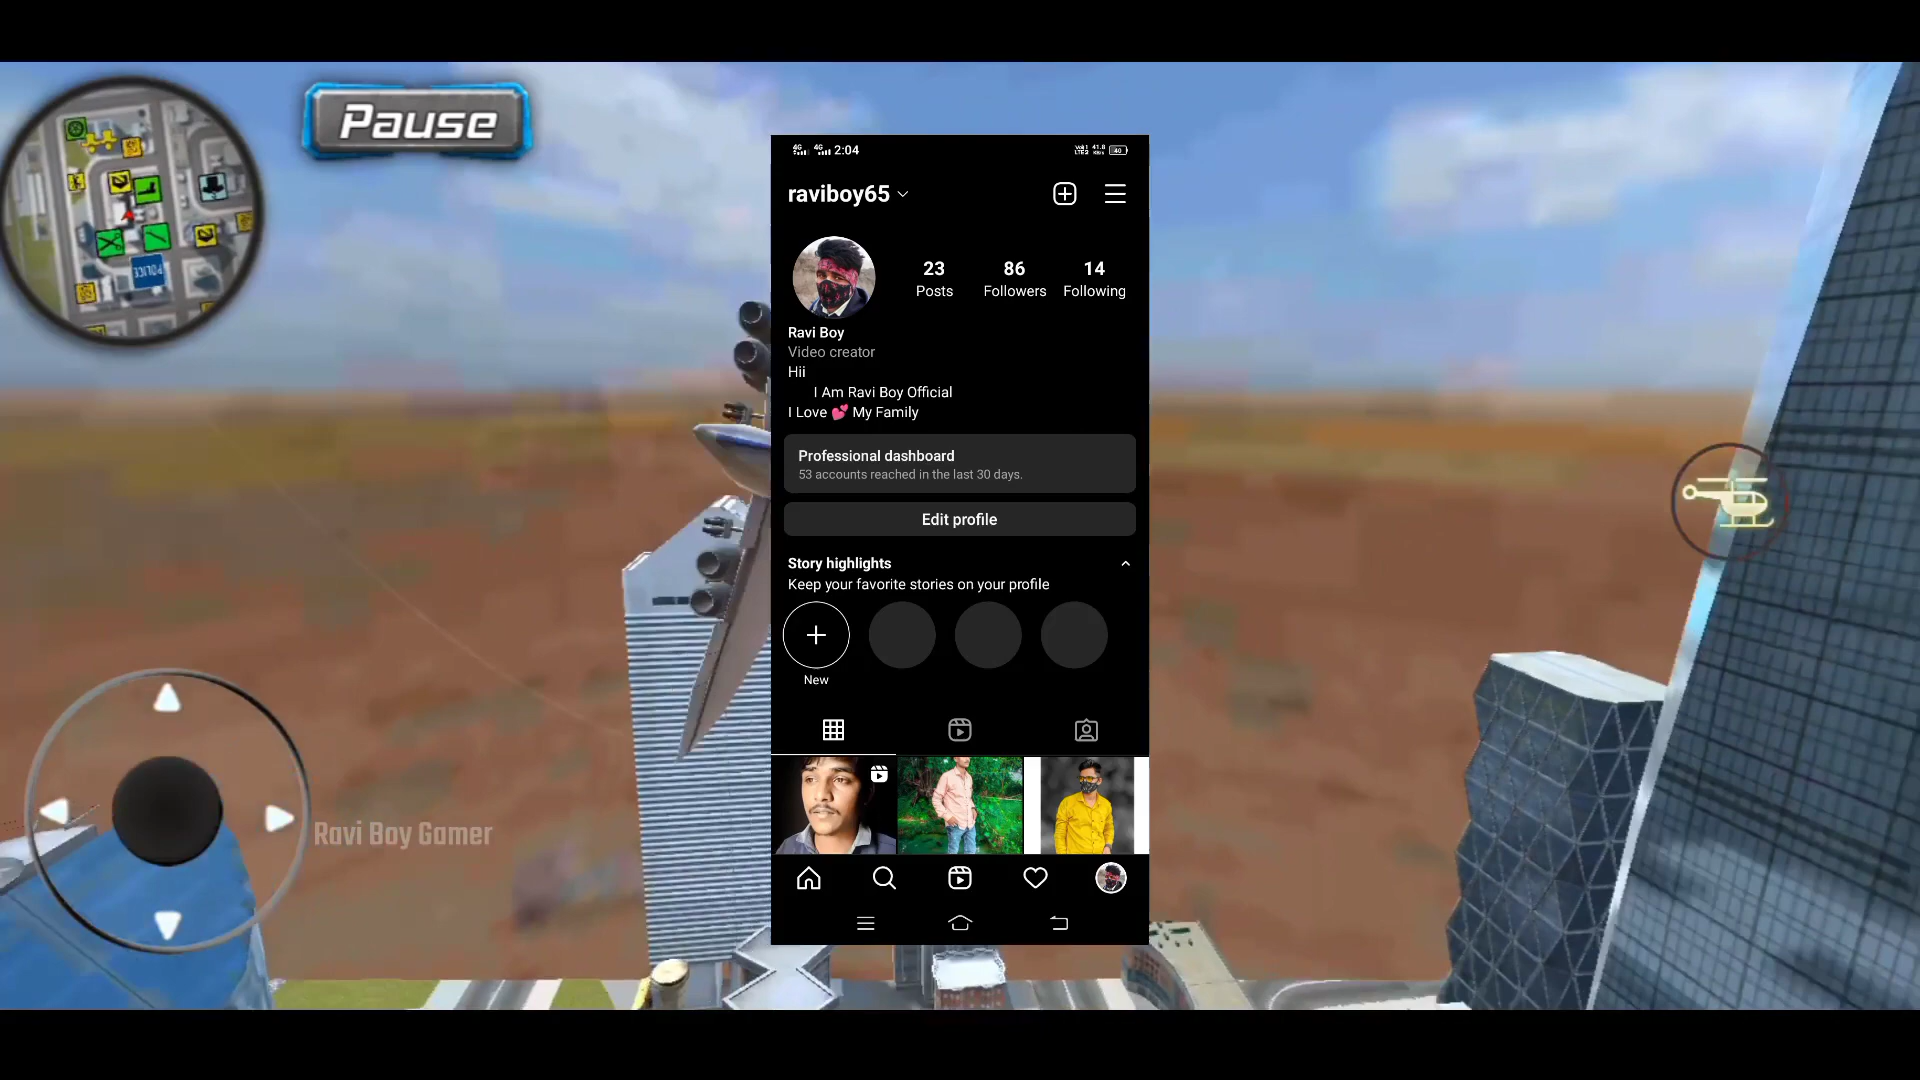 Pause
2:04
raviboy65
23 86 14
Posts Followers Following
Ravi Boy
Video creator
Hii
I Am Ravi Boy Official
I Love 💕 My Family
Professional dashboard
53 accounts reached in the last 30 days.
Edit profile
Story highlights
Keep your favorite stories on your profile
New
POLICE
Ravi Boy Gamer